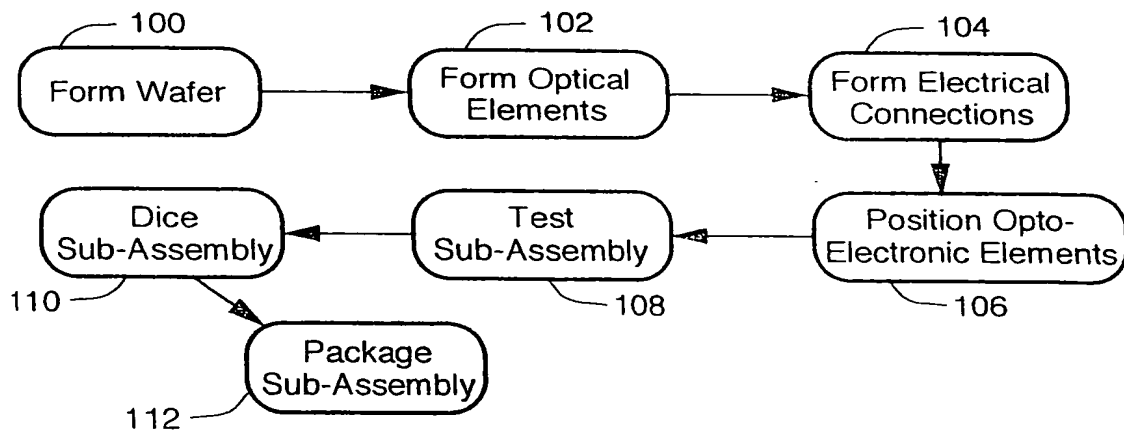 100
Form Wafer
102
Form Optical
Elements
104
Form Electrical
Connections
Position Opto-
Electronic Elements
106
Test
Sub-Assembly
108
Dice
Sub-Assembly
110
Package
Sub-Assembly
112